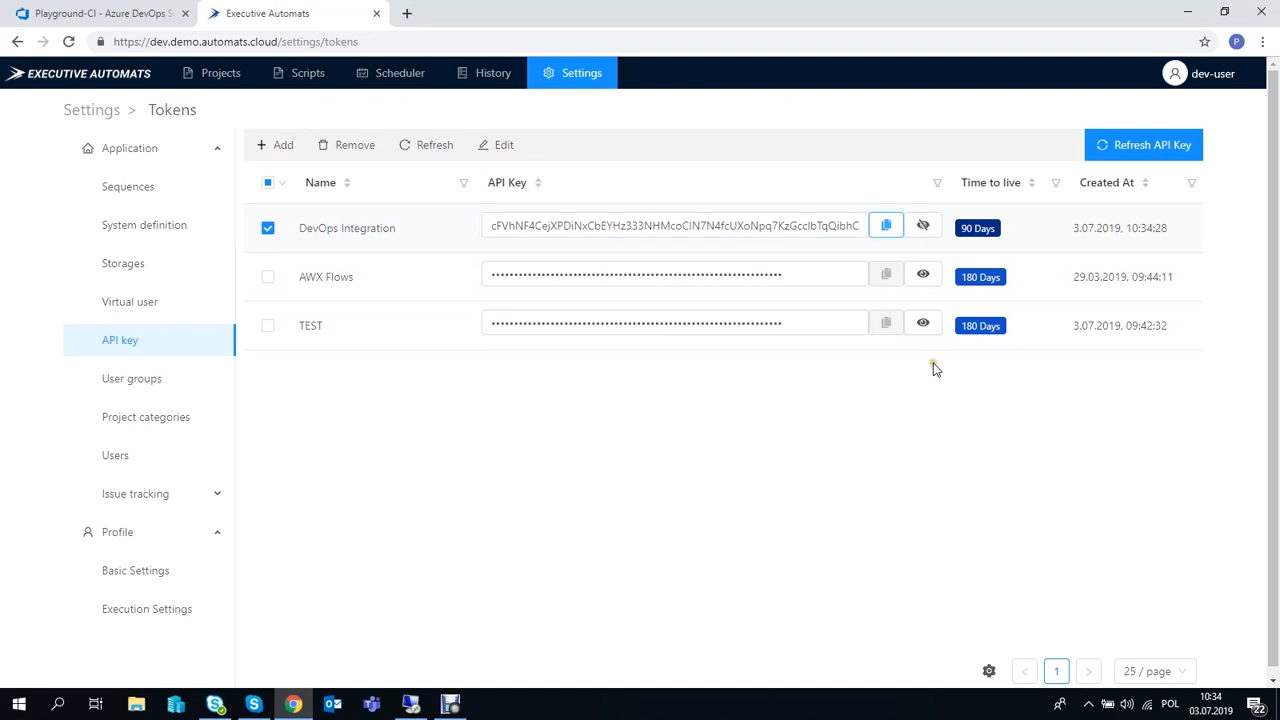 Playground-CI - Azure DevOps S
Executive Automats
https://dev.demo.automats.cloud/settings/tokens
P
EXECUTIVE AUTOMATS
Projects
Scripts
Scheduler
History
Settings
dev-user
Settings > Tokens
Application
Sequences
System definition
Storages
Virtual user
API key
User groups
Project categories
Users
Issue tracking
Profile
Basic Settings
Execution Settings
Add
Remove
Refresh
Edit
Refresh API Key
Name
API Key
Time to live
Created At
DevOps Integration
90 Days
3.07.2019, 10:34:28
AWX Flows
••••••••••••••••••••••••••••••••••••••••••••••••••••••••••••••••
180 Days
29.03.2019, 09:44:11
TEST
••••••••••••••••••••••••••••••••••••••••••••••••••••••••••••••••
180 Days
3.07.2019, 09:42:32
< 1 >
25 / page
POL
10:34
03.07.2019
22